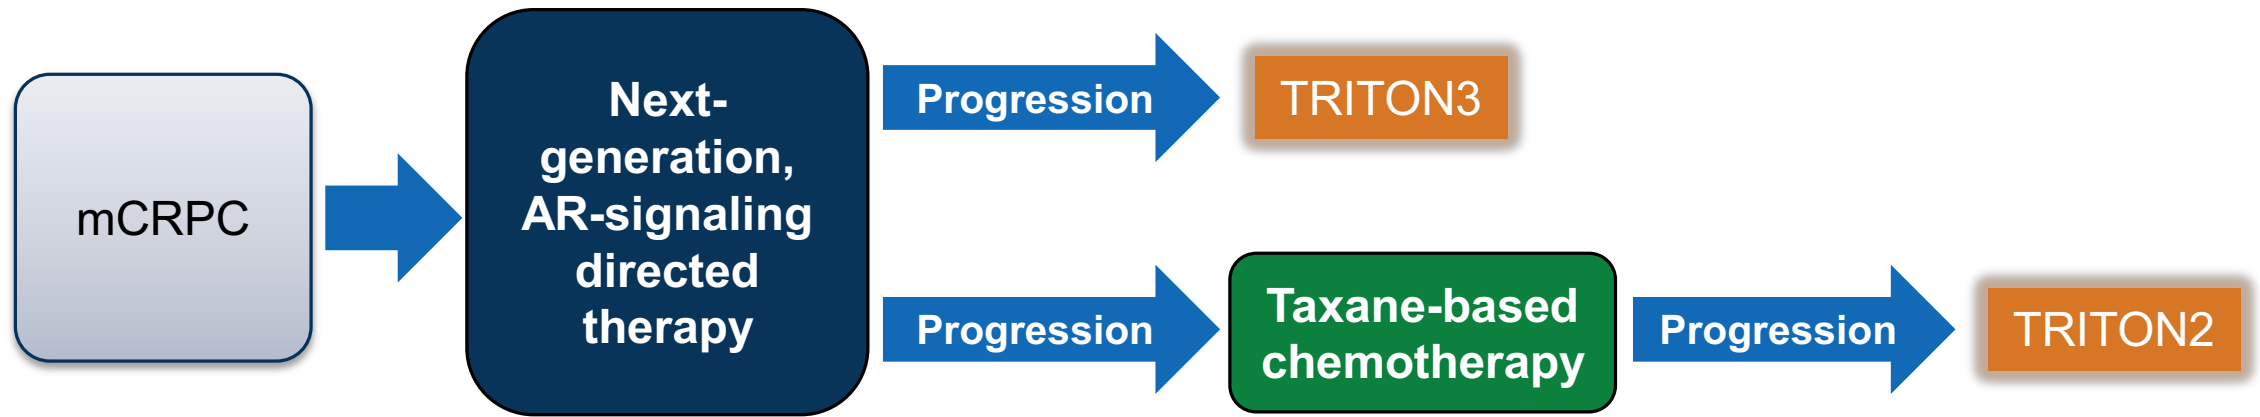 mCRPC
Next-
generation,
AR-signaling
directed
therapy
Progression
TRITON3
Progression
Taxane-based
chemotherapy
Progression
TRITON2